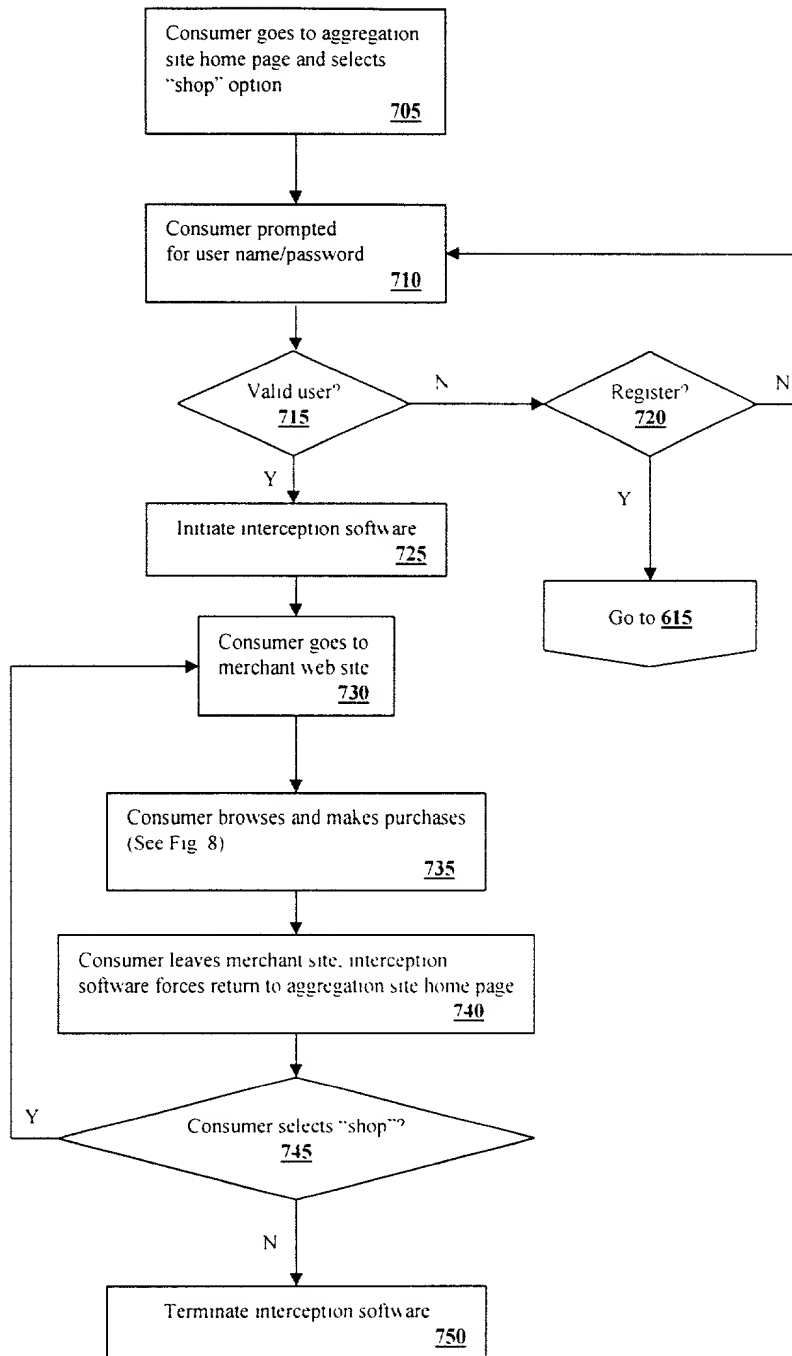 Consumer goes to aggregation
site home page and selects
"shop" option
705
Consumer prompted
for user name/password
710
Valid user?
715
N
Register?
720
N
Y
Y
Initiate interception software
725
Go to 615
Consumer goes to
merchant web site
730
Consumer browses and makes purchases
(See Fig 8)
735
Consumer leaves merchant site, interception
software forces return to aggregation site home page
740
Y
Consumer selects "shop"?
745
N
Terminate interception software
750